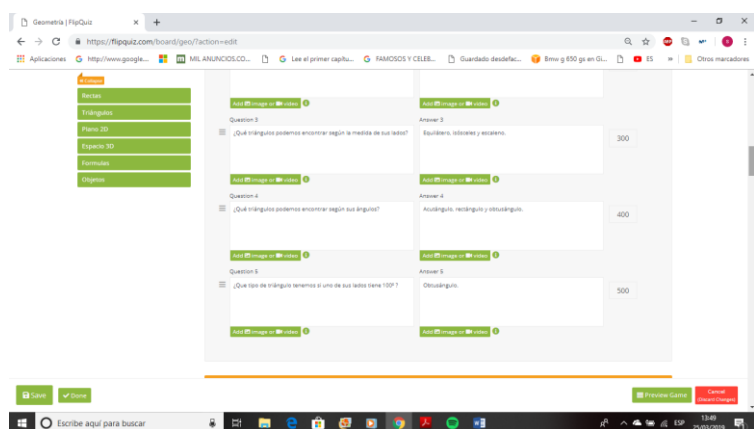 Geometría | FlipQuiz
https://flipquiz.com/board/geo/?action=edit
Aplicaciones http://www.google... MIL ANUNCIOS.CO... Lee el primer capitu... FAMOSOS Y CELEB... Guardado desdefac... Bmw g 650 gs en Gi... ES Otros marcadores
Rectas
Triángulos
Plano 2D
Espacio 3D
Formulas
Objetos
Add image or video Add image or video
Question 3 Answer 3
¿Qué triángulos podemos encontrar según la medida de sus lados? Equilátero, isósceles y escaleno. 300
Add image or video Add image or video
Question 4 Answer 4
¿Qué triángulos podemos encontrar según sus ángulos? Acutángulo, rectángulo y obtusángulo. 400
Add image or video Add image or video
Question 5 Answer 5
¿Que tipo de triángulo tenemos si uno de sus lados tiene 100º ? Obtusángulo. 500
Add image or video Add image or video
Save Done Preview Game Cancel
(Discard Changes)
Escribe aquí para buscar ESP 13:49
25/03/2019